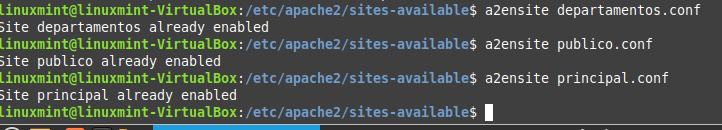 linuxmint@linuxmint-VirtualBox:/etc/apache2/sites-available$ a2ensite departamentos.conf
Site departamentos already enabled
linuxmint@linuxmint-VirtualBox:/etc/apache2/sites-available$ a2ensite publico.conf
Site publico already enabled
linuxmint@linuxmint-VirtualBox:/etc/apache2/sites-available$ a2ensite principal.conf
Site principal already enabled
linuxmint@linuxmint-VirtualBox:/etc/apache2/sites-available$